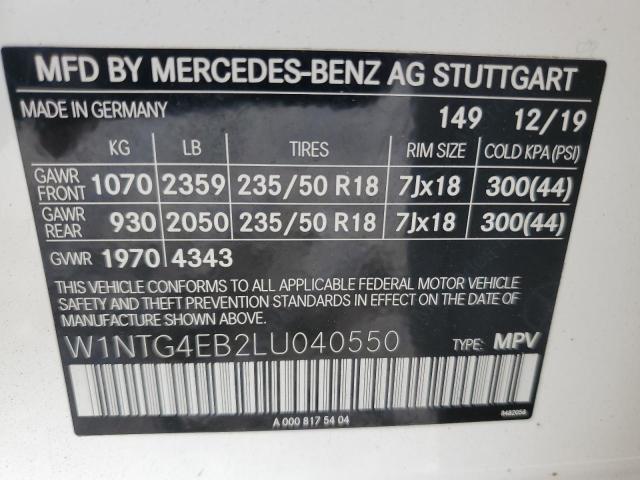 MFD BY MERCEDES-BENZ AG STUTTGART
MADE IN GERMANY 149 12/19
KG LB TIRES RIM SIZE COLD KPA(PSI)
GAWR FRONT 1070 2359 235/50 R18 7Jx18 300(44)
GAWR REAR 930 2050 235/50 R18 7Jx18 300(44)
GVWR 1970 4343
THIS VEHICLE CONFORMS TO ALL APPLICABLE FEDERAL MOTOR VEHICLE
SAFETY AND THEFT PREVENTION STANDARDS IN EFFECT ON THE DATE OF
MANUFACTURE SHOWN ABOVE.
W1NTG4EB2LU040550 TYPE: MPV
A 000 817 54 04 8482058